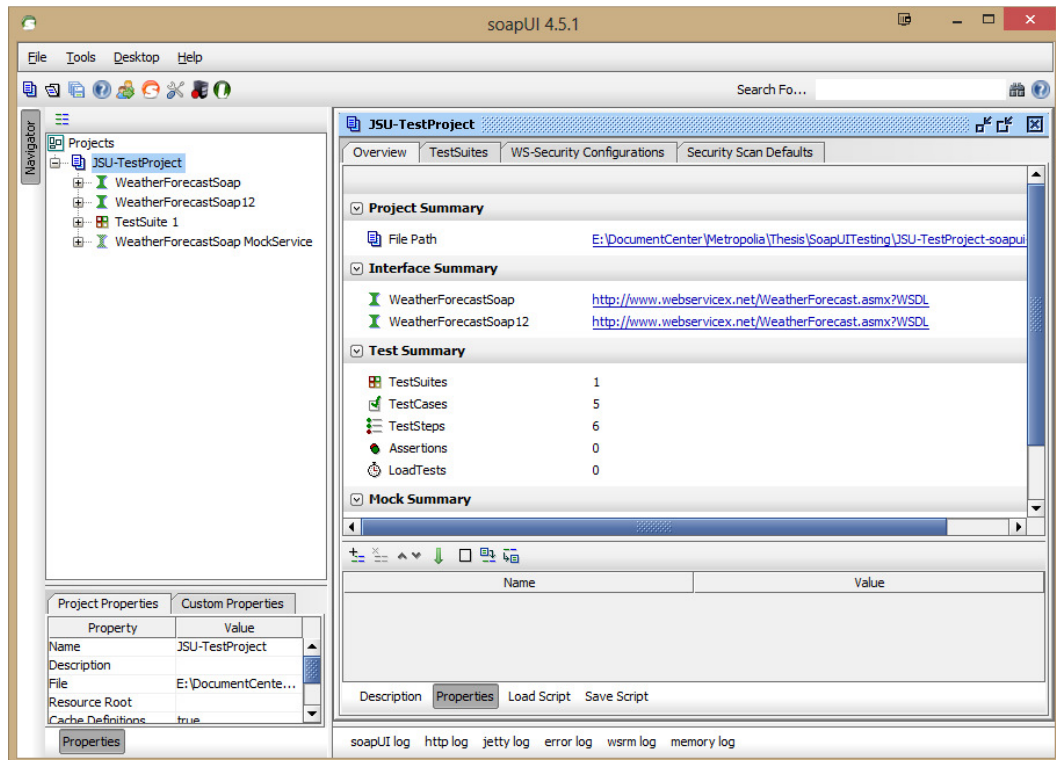 soapUI 4.5.1
File Tools Desktop Help
Search Fo...
Navigator
Projects
JSU-TestProject
WeatherForecastSoap
WeatherForecastSoap12
TestSuite 1
WeatherForecastSoap MockService
Project Properties Custom Properties
Property Value
Name JSU-TestProject
Description
File E:\DocumentCente...
Resource Root
Cache Definitions true
Properties
JSU-TestProject
Overview TestSuites WS-Security Configurations Security Scan Defaults
Project Summary
File Path E:\DocumentCenter\Metropolia\Thesis\SoapUITesting\JSU-TestProject-soapui-
Interface Summary
WeatherForecastSoap http://www.webservicex.net/WeatherForecast.asmx?WSDL
WeatherForecastSoap12 http://www.webservicex.net/WeatherForecast.asmx?WSDL
Test Summary
TestSuites 1
TestCases 5
TestSteps 6
Assertions 0
LoadTests 0
Mock Summary
Name Value
Description Properties Load Script Save Script
soapUI log http log jetty log error log wsrm log memory log